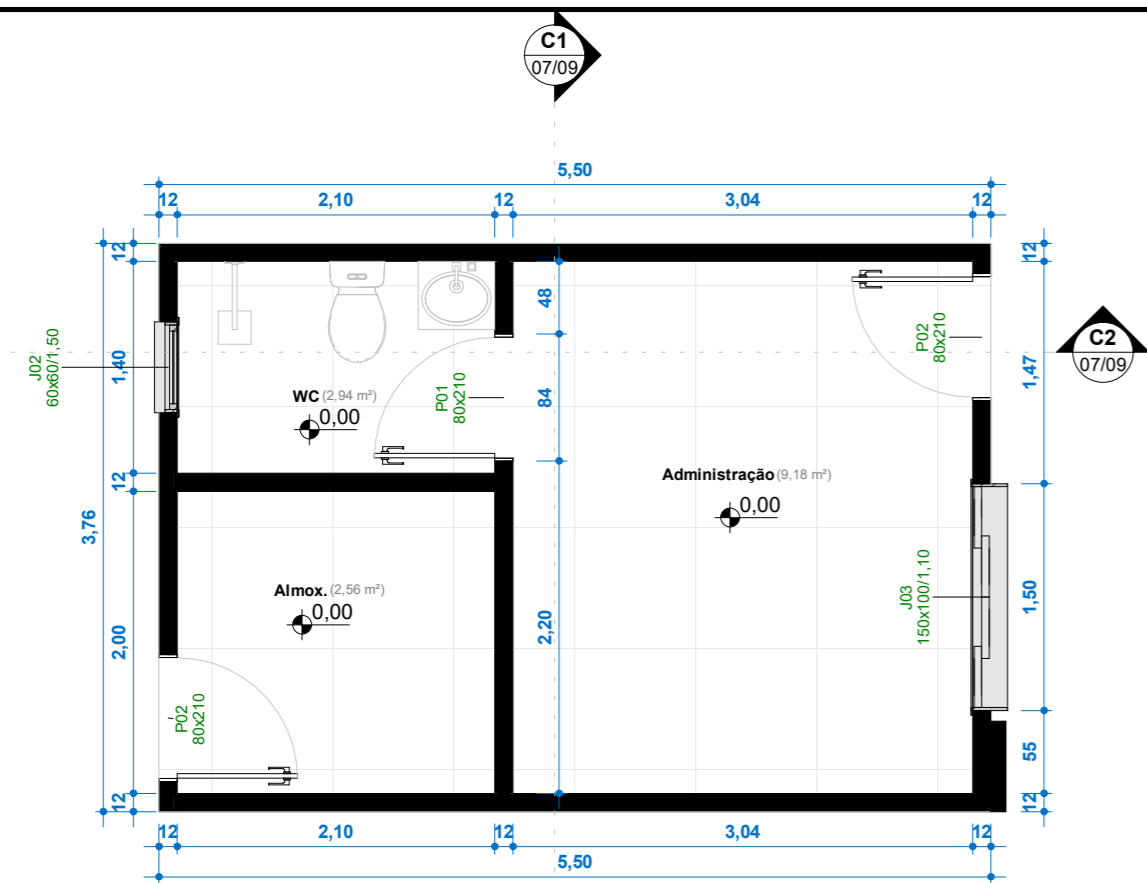 C1
07/09
5,50
12
2,10
12
3,04
12
12
1,40
12
3,76
2,00
12
J02
60x60/1,50
48
84
2,20
WC (2,94 m²)
0,00
P01
80x210
P02
80x210
C2
07/09
12
1,47
1,50
55
12
Administração (9,18 m²)
0,00
Almox. (2,56 m²)
0,00
J03
150x100/1,10
P02
80x210
12
2,10
12
3,04
12
5,50